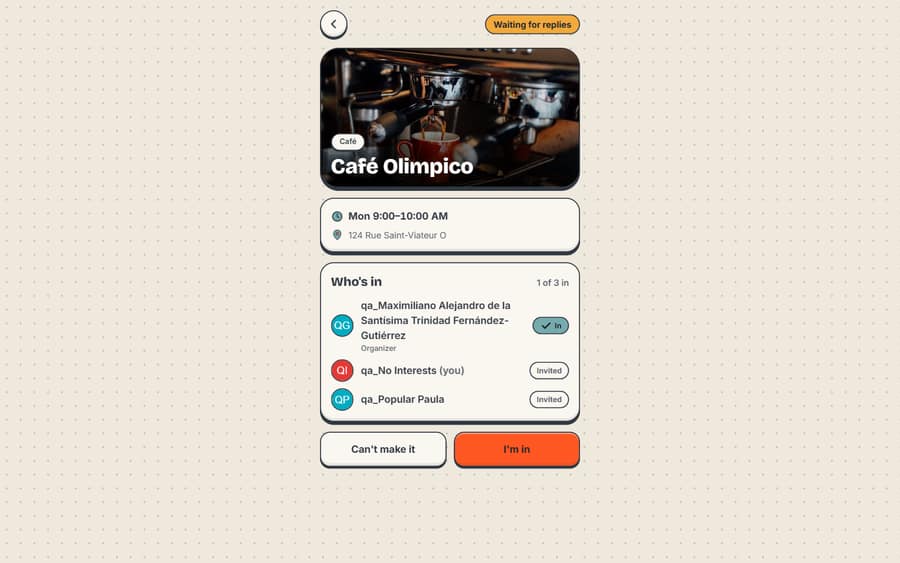 Waiting for replies
Café
Café Olimpico
Mon 9:00–10:00 AM
124 Rue Saint-Viateur O
Who's in
1 of 3 in
qa_Maximiliano Alejandro de la
Santísima Trinidad Fernández-
Gutiérrez
Organizer
QG
In
QI
qa_No Interests (you)
Invited
QP
qa_Popular Paula
Invited
Can't make it
I'm in